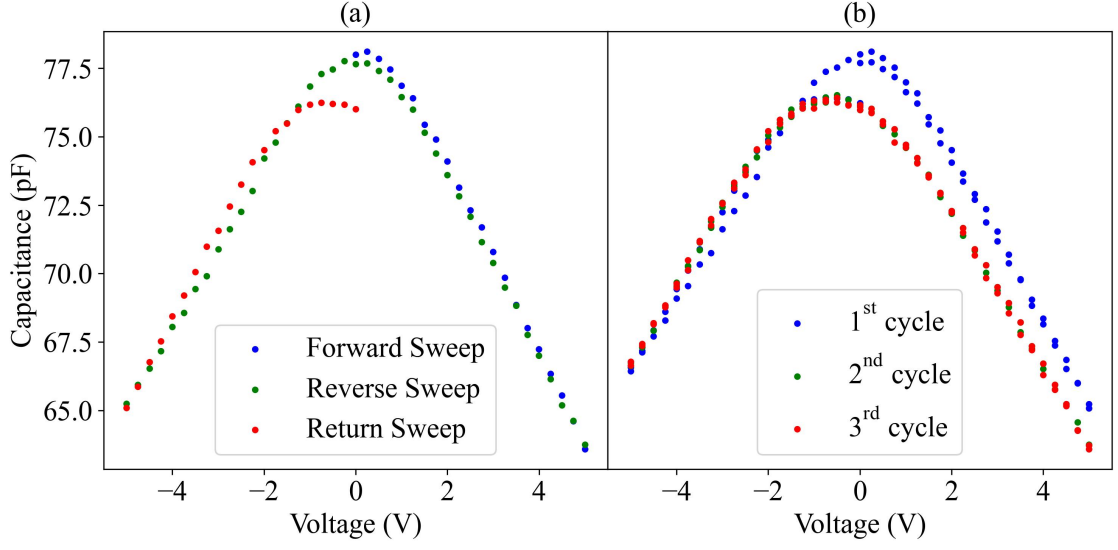 (a)
(b)
Capacitance (pF)
77.5
75.0
72.5
70.0
67.5
65.0
Forward Sweep
Reverse Sweep
Return Sweep
1st cycle
2nd cycle
3rd cycle
−4 −2 0 2 4
−4 −2 0 2 4
Voltage (V)
Voltage (V)